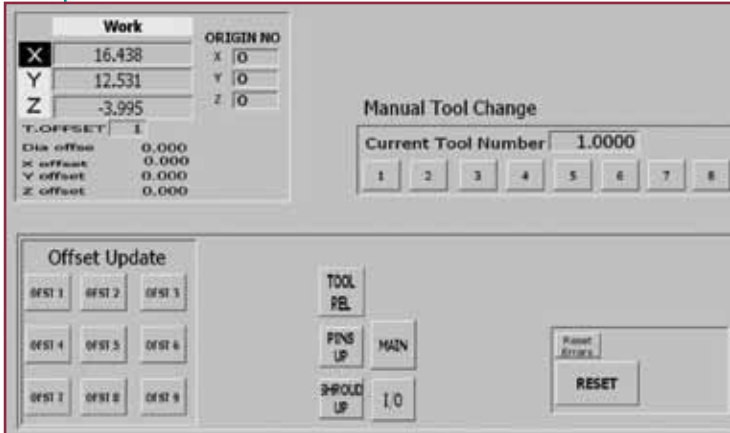 Work
ORIGIN NO
X 16.438 X 0
Y 12.531 Y 0
Z -3.995 Z 0
T.OFFSET 1
Dia offse 0.000
X offset 0.000
Y offset 0.000
Z offset 0.000
Manual Tool Change
Current Tool Number 1.0000
1 2 3 4 5 6 7 8
Offset Update
OFST 1 OFST 2 OFST 3
OFST 4 OFST 5 OFST 6
OFST 7 OFST 8 OFST 9
TOOL
REL
PINS
UP
MAIN
SHROUD
UP
I/O
Reset
Errors
RESET